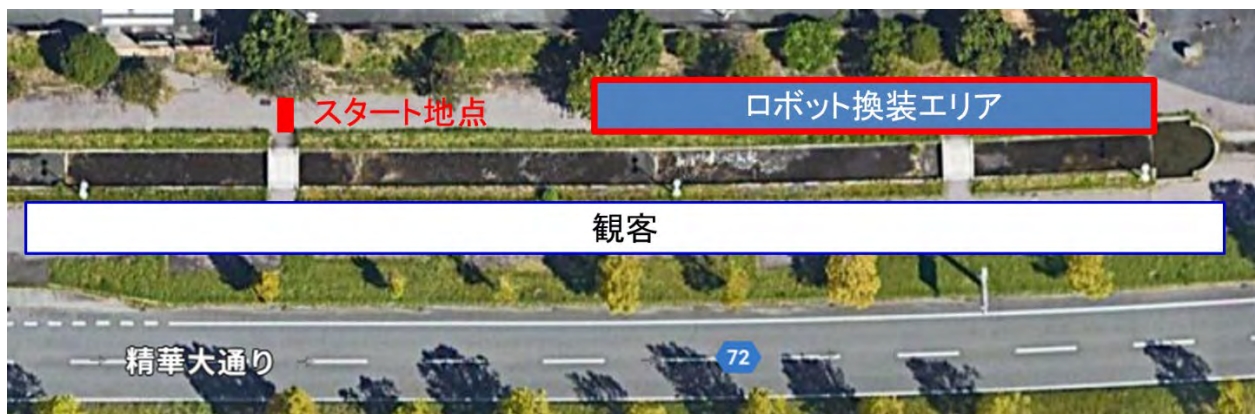 スタート地点
ロボット換装エリア
観客
精華大通り
72